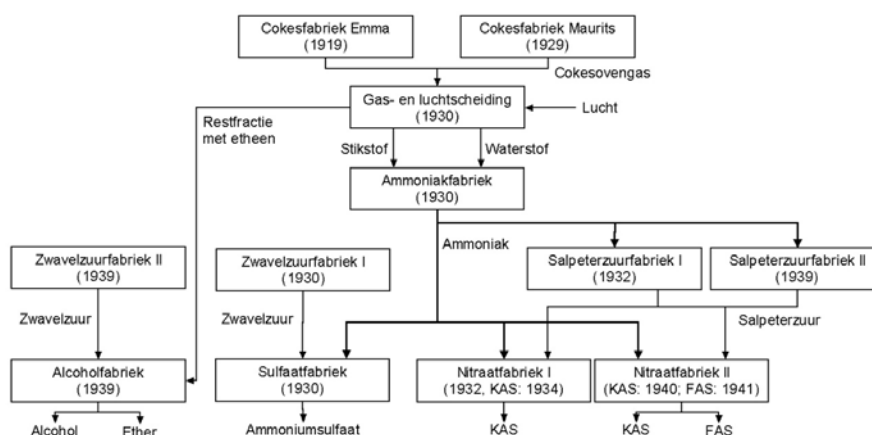 Cokesfabriek Emma
(1919)
Cokesfabriek Maurits
(1929)
Cokesovengas
Gas- en luchtscheiding
(1930)
Lucht
Restfractie
met etheen
Stikstof
Waterstof
Ammoniakfabriek
(1930)
Ammoniak
Zwavelzuurfabriek II
(1939)
Zwavelzuurfabriek I
(1930)
Salpeterzuurfabriek I
(1932)
Salpeterzuurfabriek II
(1939)
Zwavelzuur
Zwavelzuur
Salpeterzuur
Alcoholfabriek
(1939)
Sulfaatfabriek
(1930)
Nitraatfabriek I
(1932, KAS: 1934)
Nitraatfabriek II
(KAS: 1940; FAS: 1941)
Alcohol
Ether
Ammoniumsulfaat
KAS
KAS
FAS